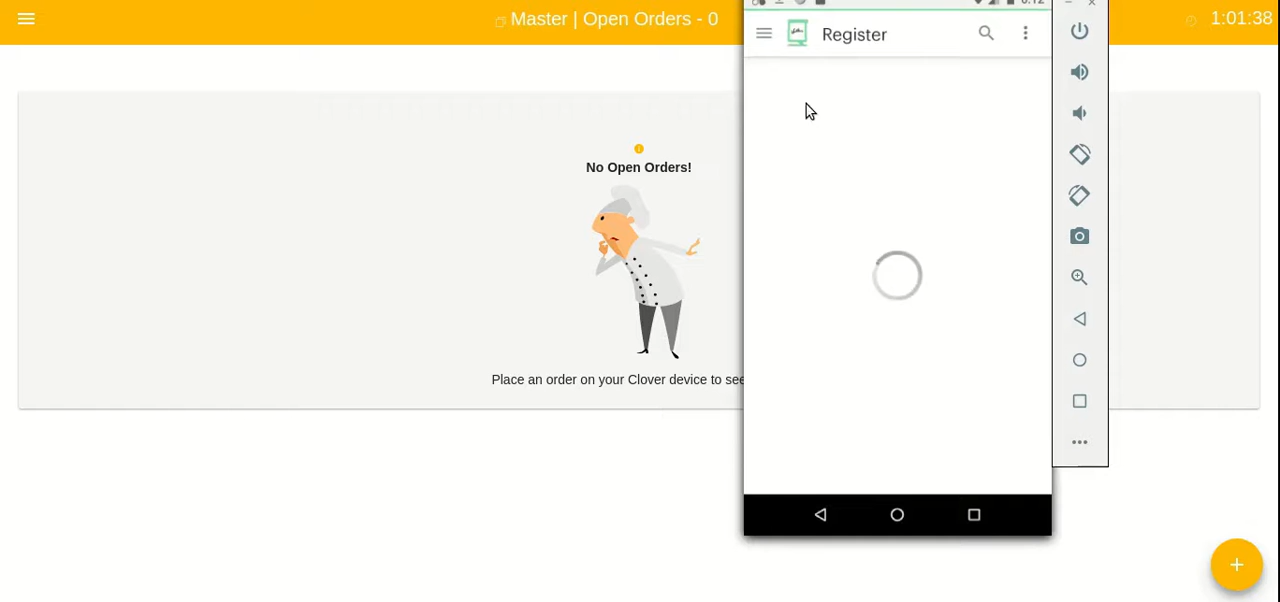 Master | Open Orders - 0
1:01:38
Register
No Open Orders!
Place an order on your Clover device to see